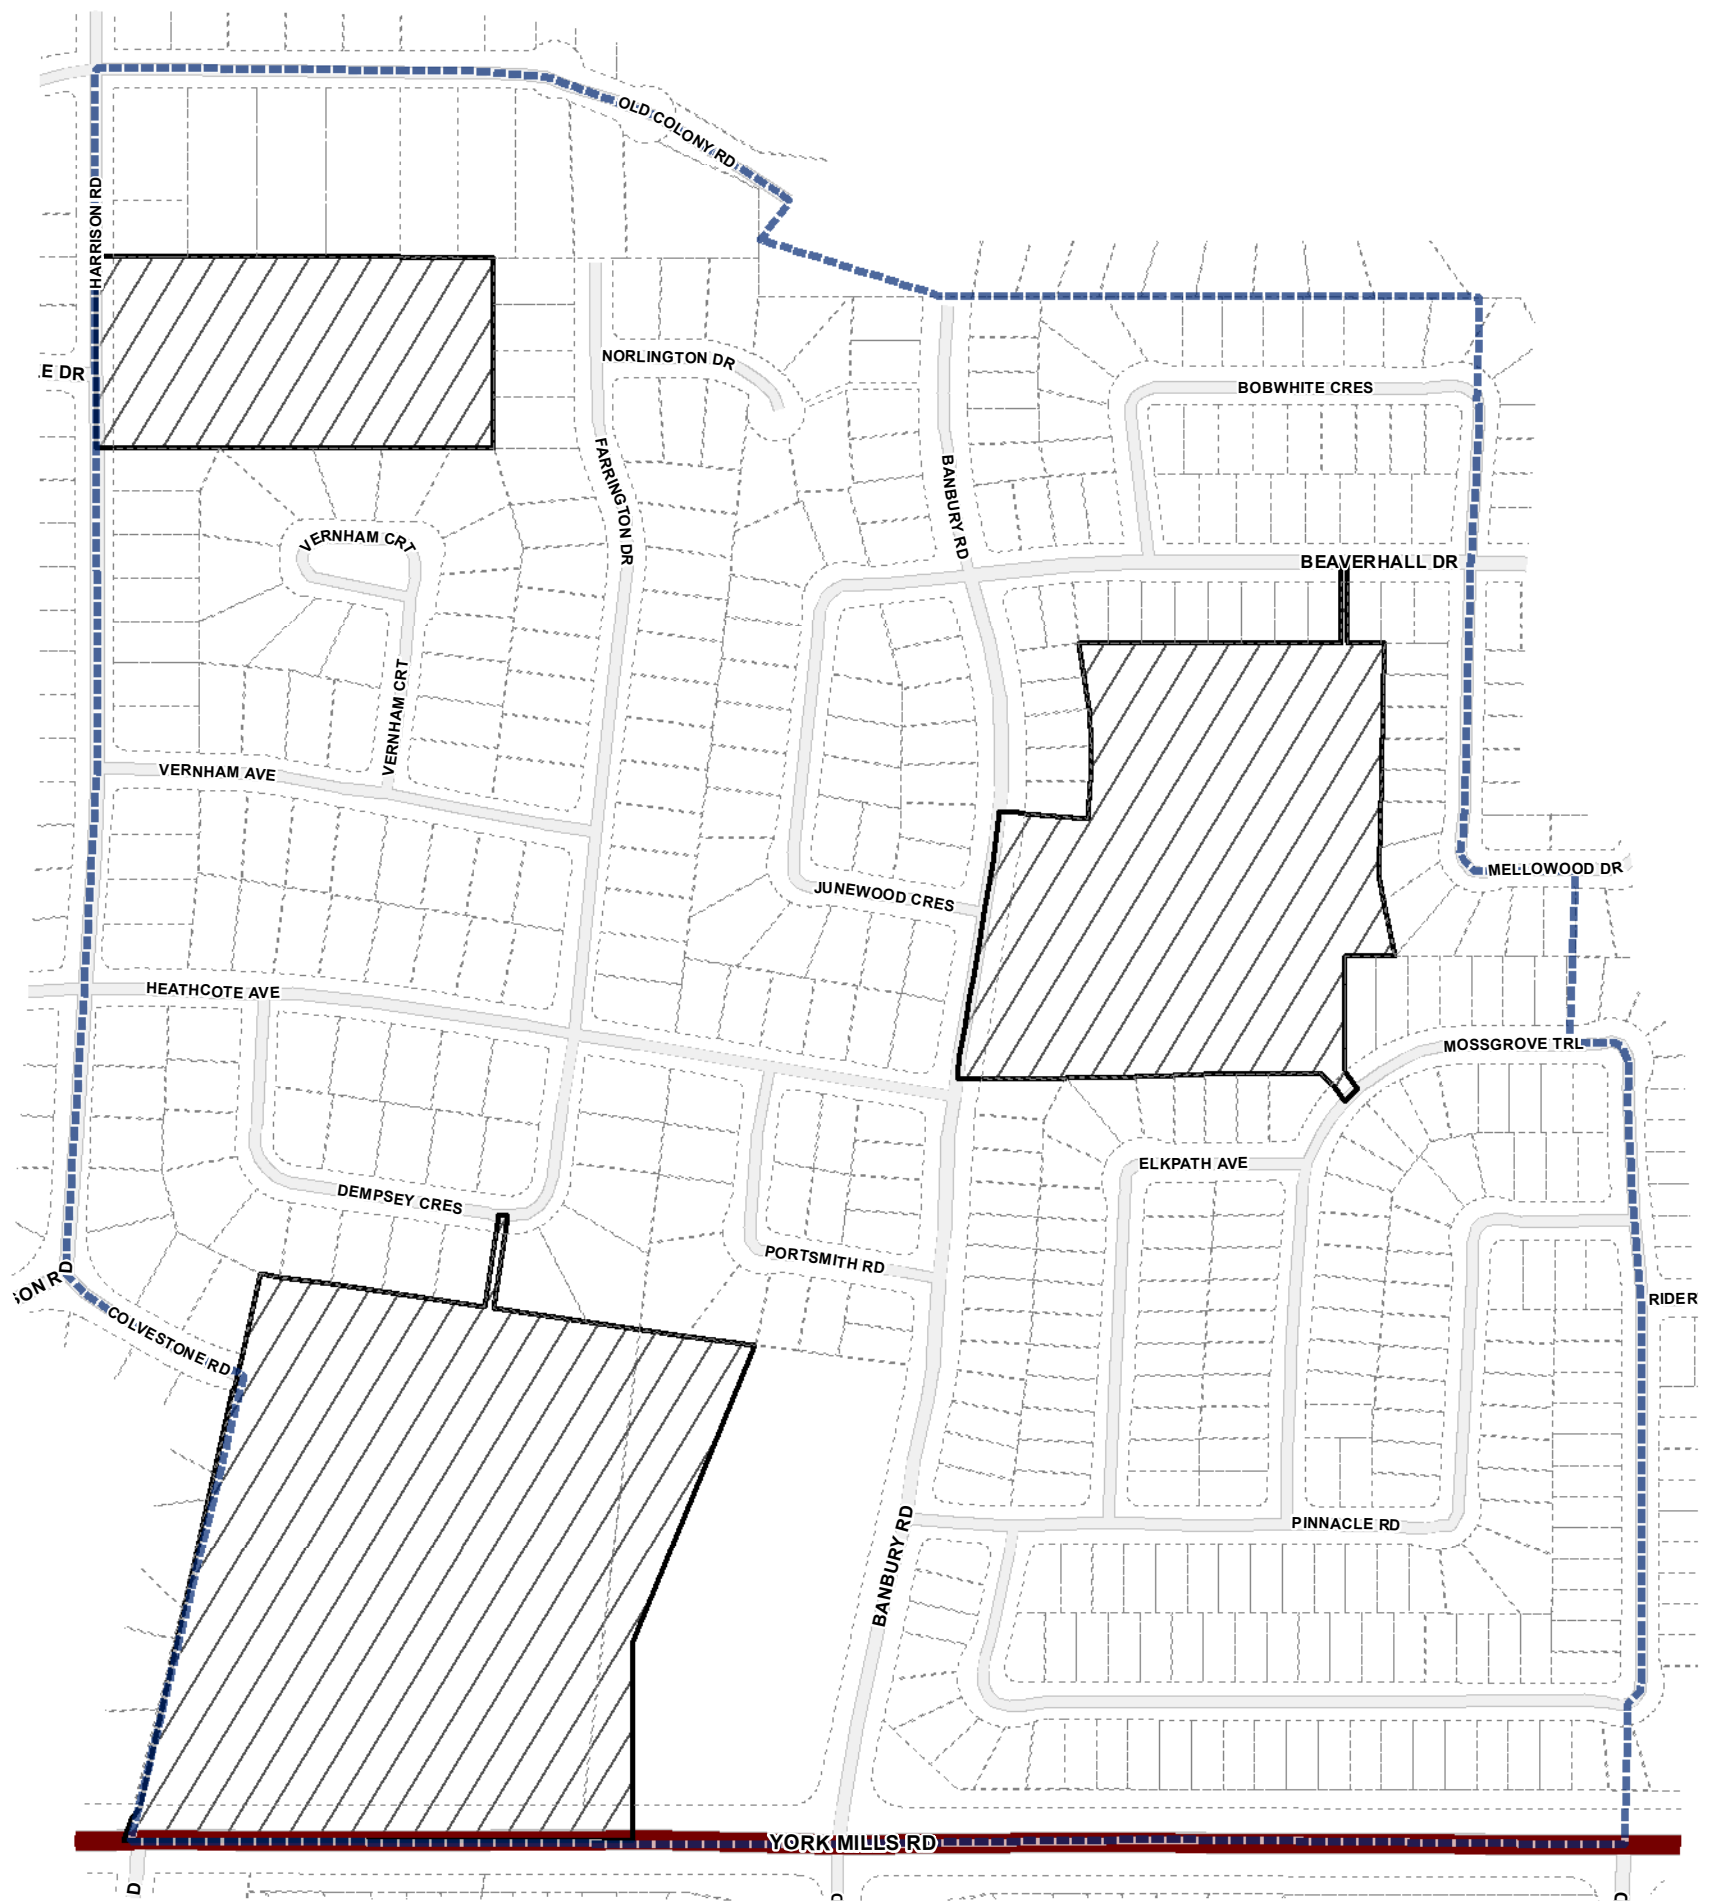 OLD COLONY RD
HARRISON RD
NORLINGTON DR
E DR
BOBWHITE CRES
FARRINGTON DR
BANBURY RD
VERNHAM CRT
BEAVERHALL DR
VERNHAM CRT
VERNHAM AVE
MELLOWOOD DR
JUNEWOOD CRES
HEATHCOTE AVE
MOSSGROVE TRL
ELKPATH AVE
DEMPSEY CRES
PORTSMITH RD
SON RD
RIDER
COLVESTONE RD
PINNACLE RD
BANBURY RD
YORK MILLS RD
D